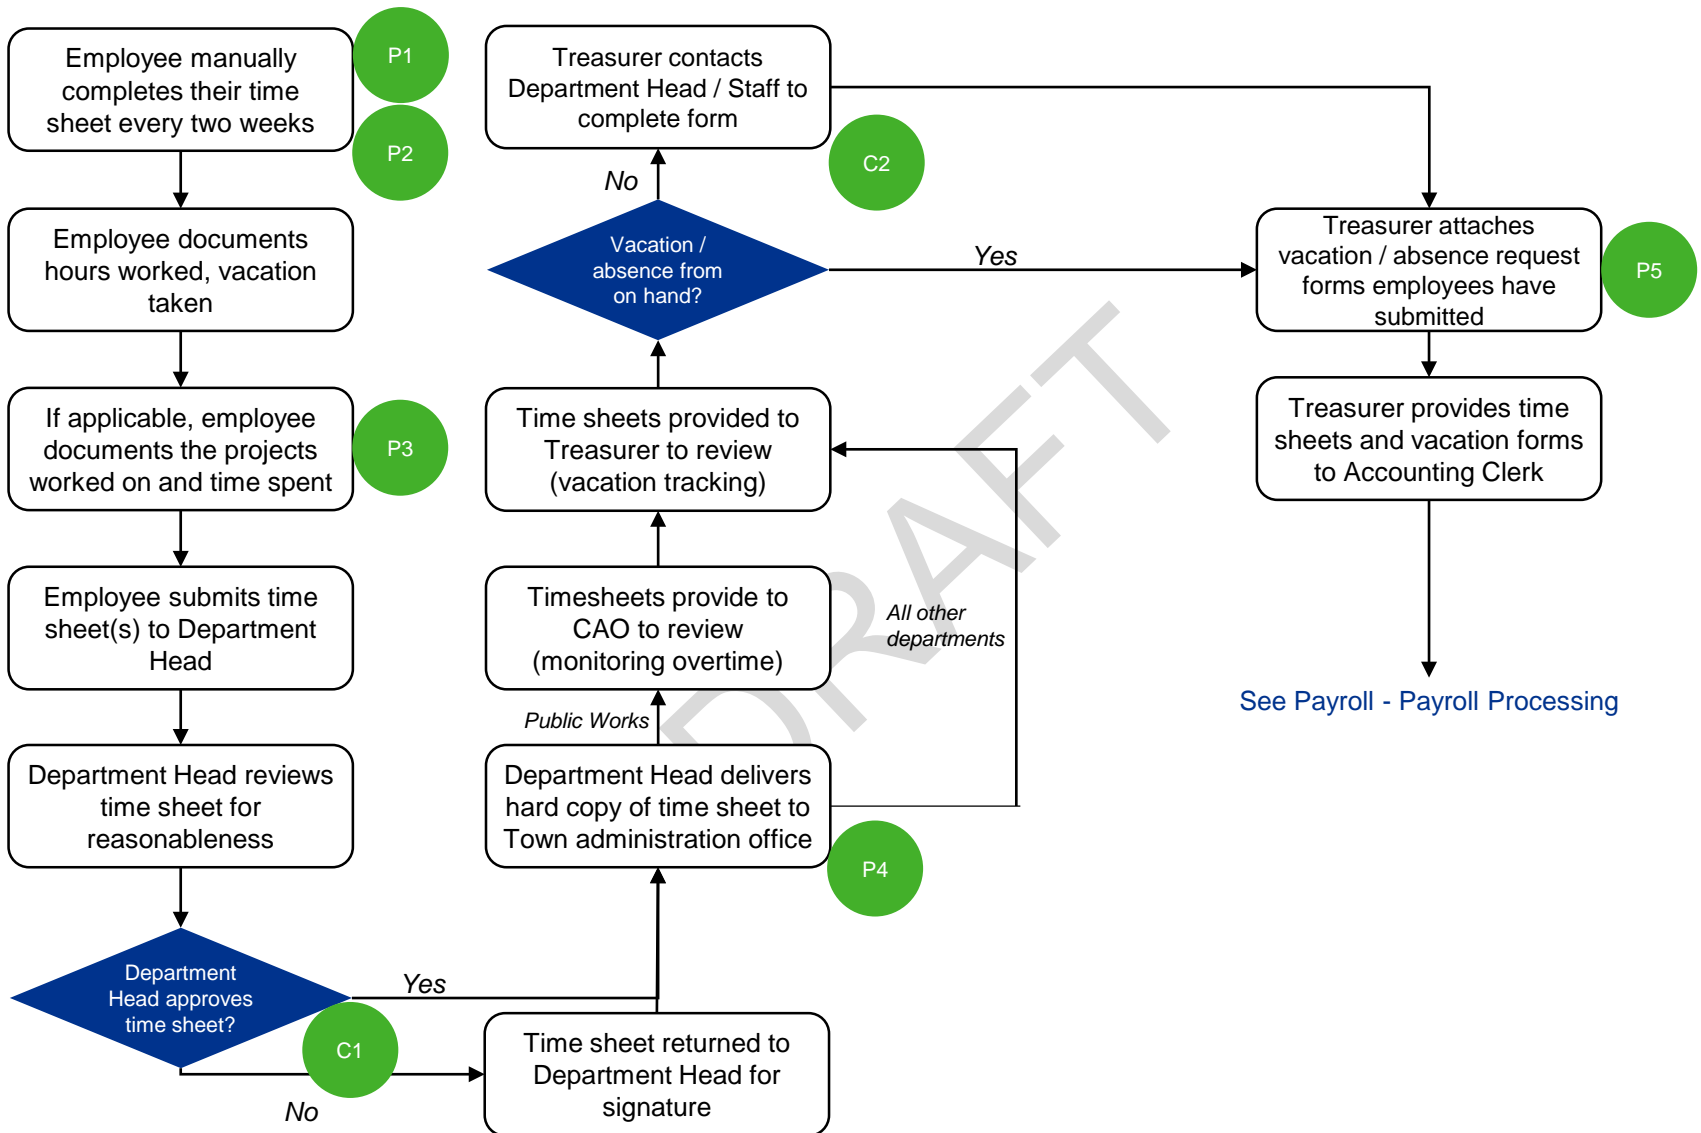 Employee manually
completes their time
sheet every two weeks
P1
P2
Employee documents
hours worked, vacation
taken
If applicable, employee
documents the projects
worked on and time spent
P3
Employee submits time
sheet(s) to Department
Head
Department Head reviews
time sheet for
reasonableness
Department
Head approves
time sheet?
Yes
C1
No
Time sheet returned to
Department Head for
signature
Department Head delivers
hard copy of time sheet to
Town administration office
P4
Public Works
All other
departments
Timesheets provide to
CAO to review
(monitoring overtime)
Time sheets provided to
Treasurer to review
(vacation tracking)
Vacation /
absence from
on hand?
No
Yes
Treasurer contacts
Department Head / Staff to
complete form
C2
Treasurer attaches
vacation / absence request
forms employees have
submitted
P5
Treasurer provides time
sheets and vacation forms
to Accounting Clerk
See Payroll - Payroll Processing
DRAFT